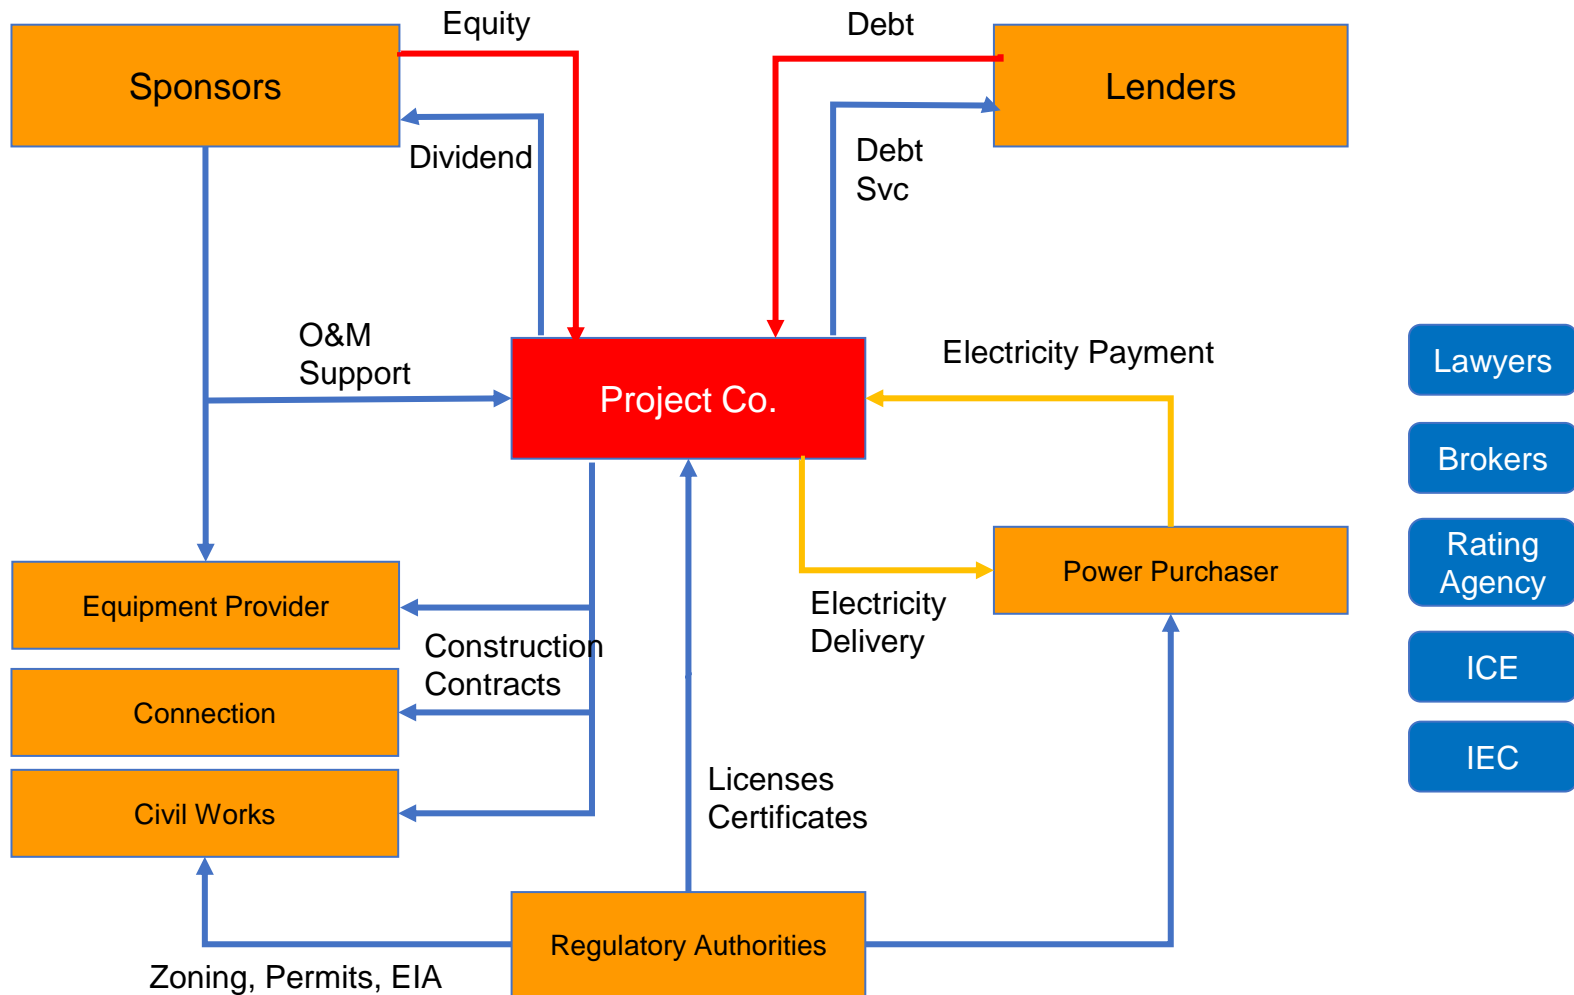 Equity
Debt
Sponsors
Lenders
Dividend
Debt
Svc
O&M
Support
Project Co.
Electricity Payment
Lawyers
Brokers
Rating
Agency
ICE
IEC
Equipment Provider
Power Purchaser
Electricity
Delivery
Construction
Contracts
Connection
Civil Works
Licenses
Certificates
Regulatory Authorities
Zoning, Permits, EIA